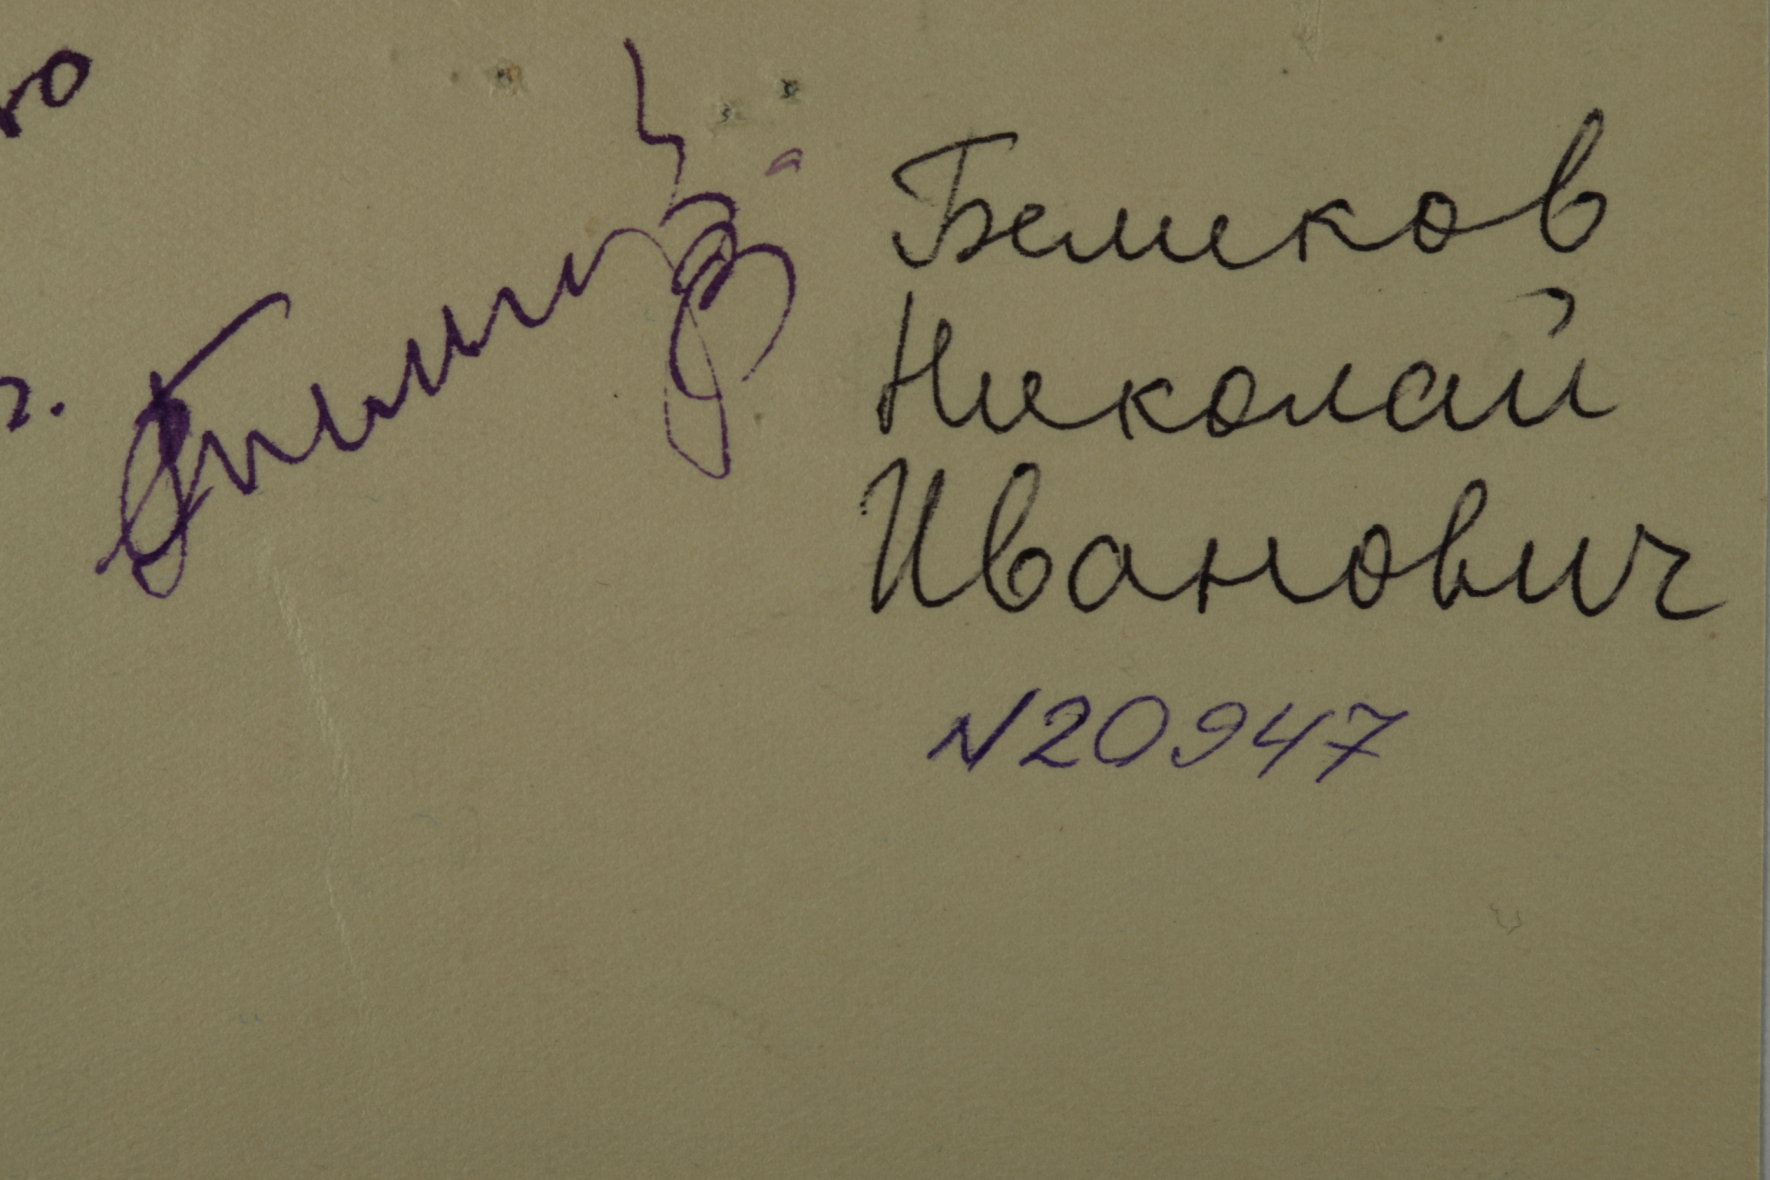 Беликов
Николай
Иванович
N20947
г.